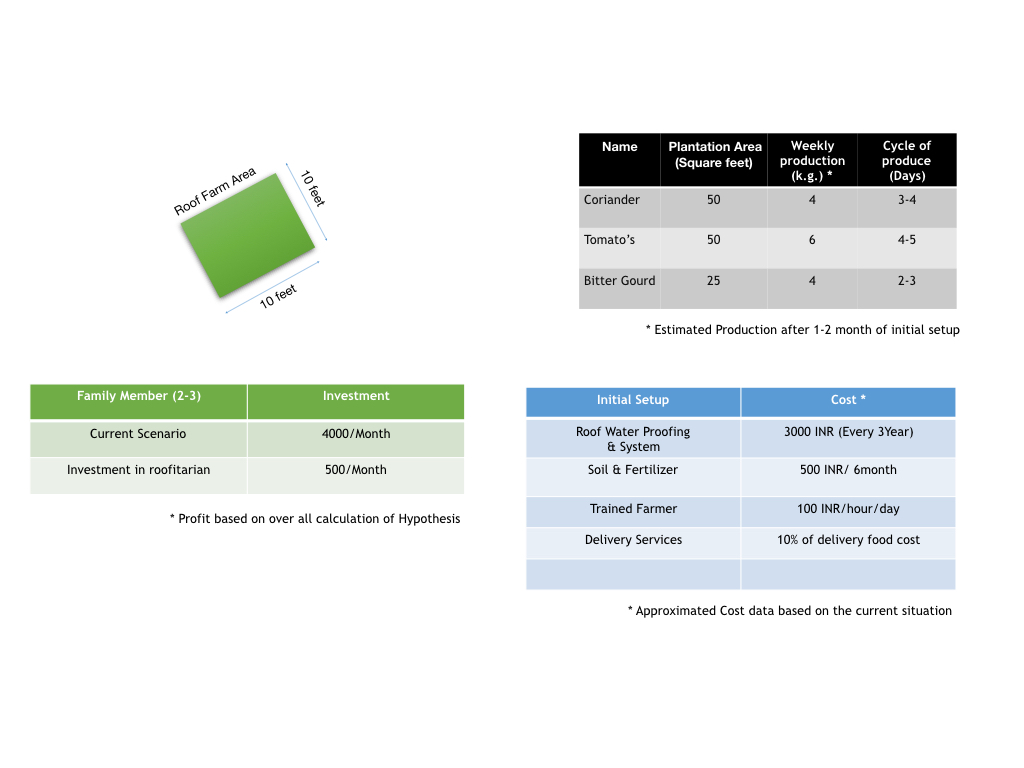 Roof Farm Area
10 feet
10 feet
Name Plantation Area (Square feet) Weekly production (k.g.) * Cycle of produce (Days)
Coriander 50 4 3-4
Tomato’s 50 6 4-5
Bitter Gourd 25 4 2-3
* Estimated Production after 1-2 month of initial setup
Family Member (2-3) Investment
Current Scenario 4000/Month
Investment in roofitarian 500/Month
* Profit based on over all calculation of Hypothesis
Initial Setup Cost *
Roof Water Proofing & System 3000 INR (Every 3Year)
Soil & Fertilizer 500 INR/ 6month
Trained Farmer 100 INR/hour/day
Delivery Services 10% of delivery food cost
* Approximated Cost data based on the current situation